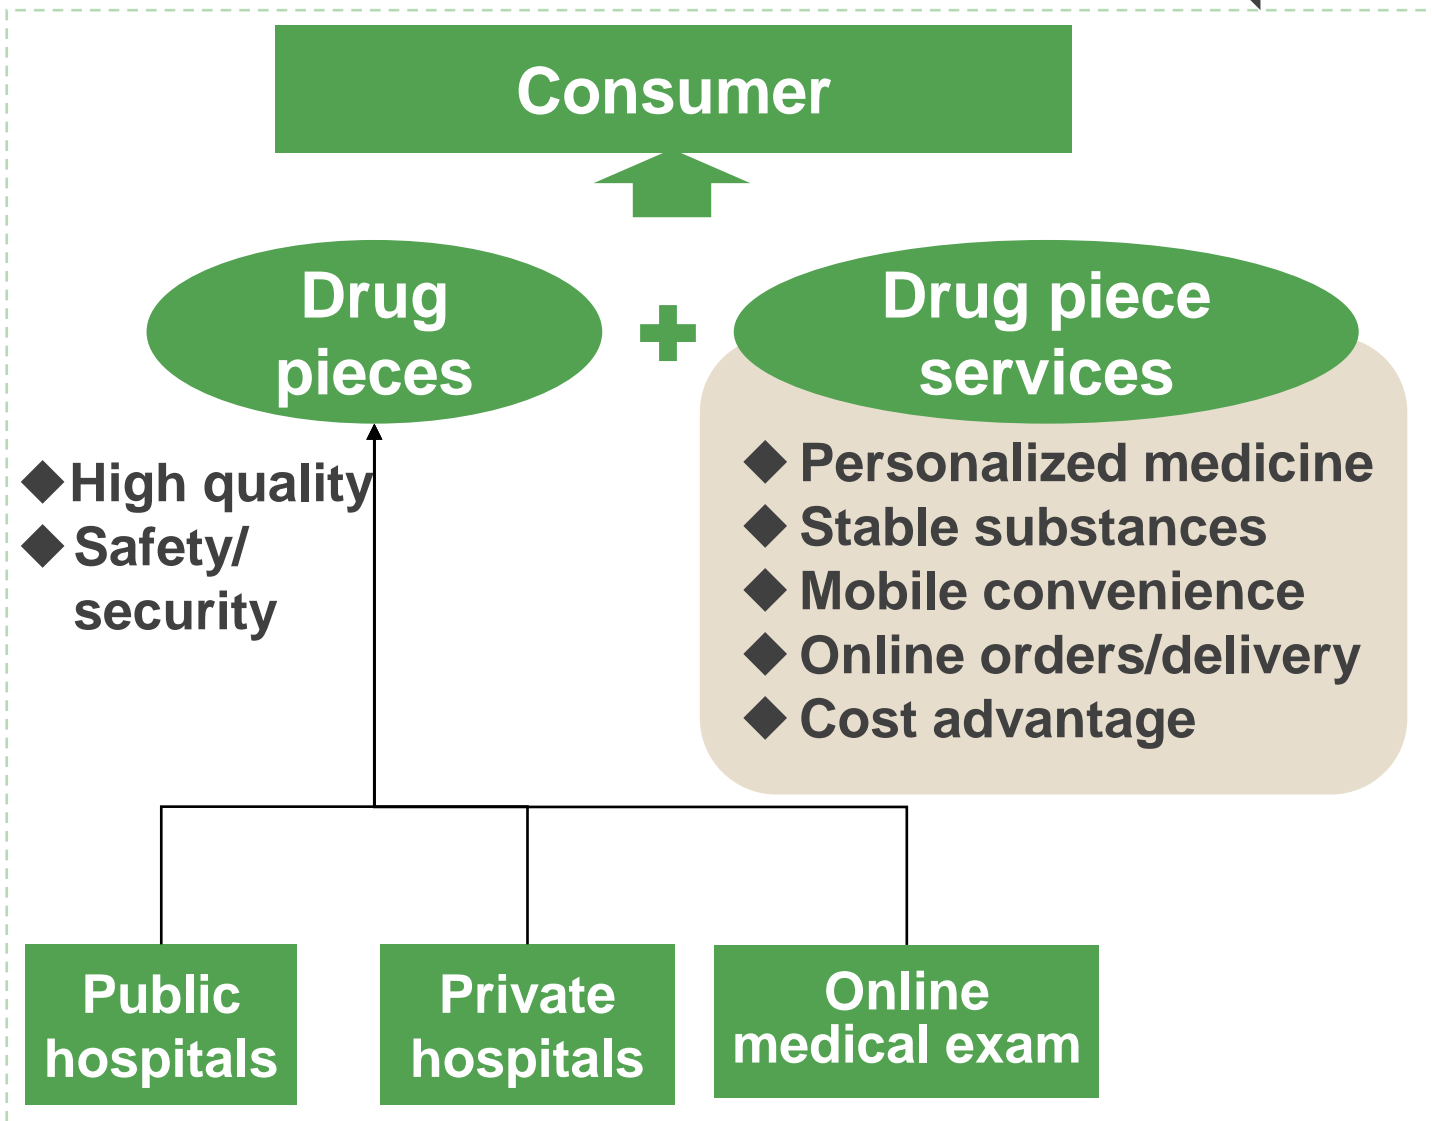 Consumer
Drug
pieces
Drug piece
services
◆ High quality
◆ Safety/
security
◆ Personalized medicine
◆ Stable substances
◆ Mobile convenience
◆ Online orders/delivery
◆ Cost advantage
Public
hospitals
Private
hospitals
Online
medical exam